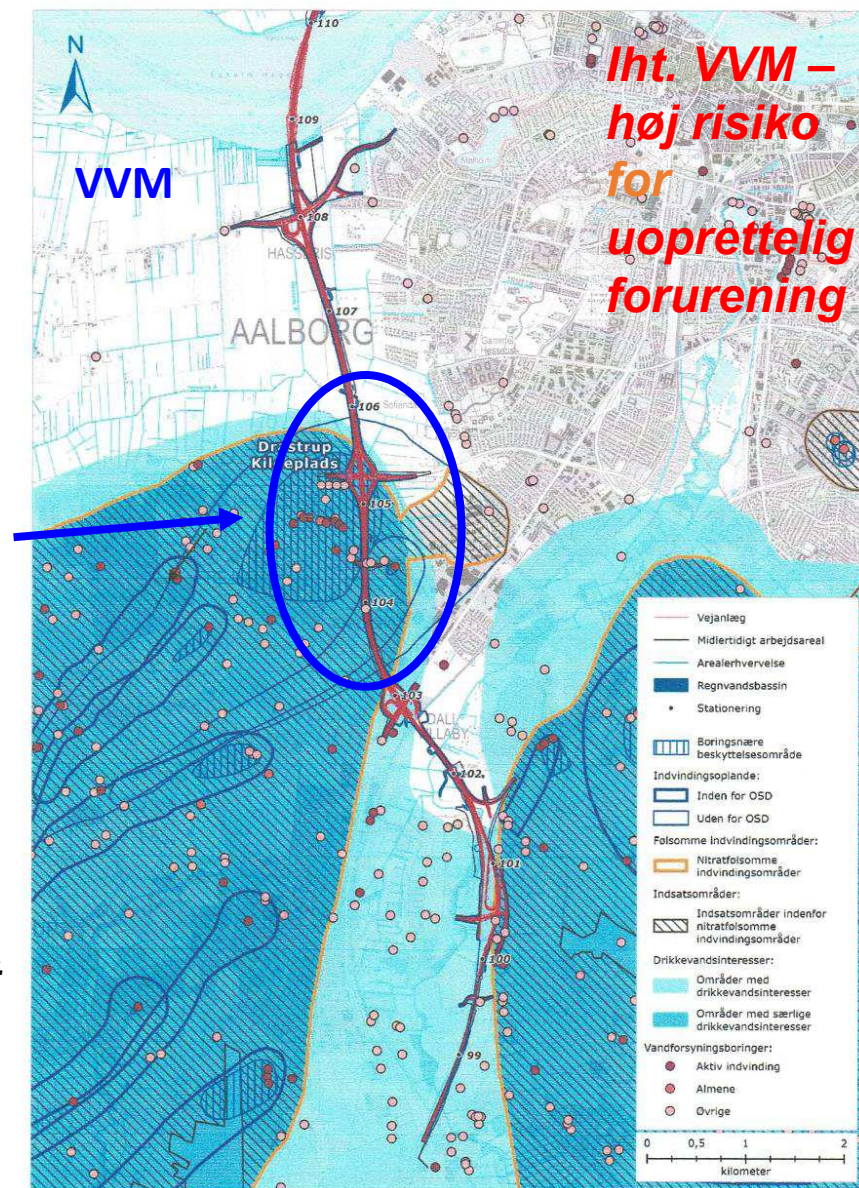 N
VVM
Iht. VVM –
høj risiko
for
uoprettelig
forurening
110
109
108
HASSERIS
107
AALBORG
106
Drastrup
Kildeplads
105
104
103
DALL
VILLABY
102
101
100
99
Vejanlæg
Midlertidigt arbejdsareal
Arealerhvervelse
Regnvandsbassin
Stationering
Boringsnære
beskyttelsesområde
Indvindingsoplande:
Inden for OSD
Uden for OSD
Følsomme indvindingsområder:
Nitratfølsomme
indvindingsområder
Indsatsområder:
Indsatsområder indenfor
nitratfølsomme
indvindingsområder
Drikkevandsinteresser:
Områder med
drikkevandsinteresser
Områder med særlige
drikkevandsinteresser
Vandforsyningsboringer:
Aktiv indvinding
Almene
Øvrige
0 0,5 1 2
kilometer